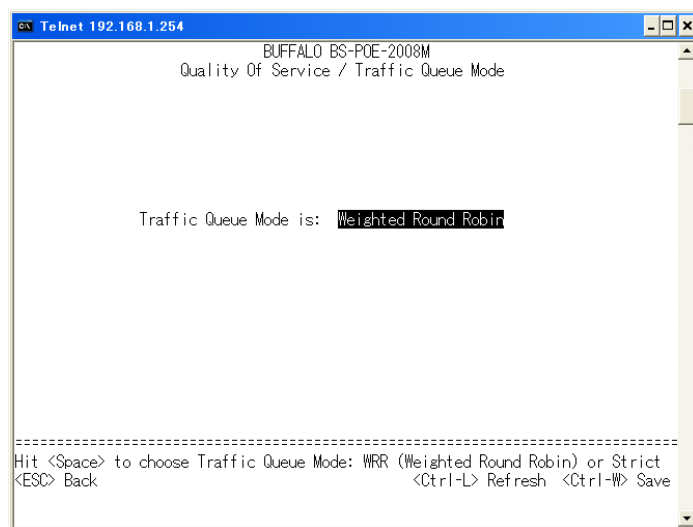 Telnet 192.168.1.254
BUFFALO BS-POE-2008M
Quality Of Service / Traffic Queue Mode
Traffic Queue Mode is: Weighted Round Robin
================================================================================
Hit <Space> to choose Traffic Queue Mode: WRR (Weighted Round Robin) or Strict
<ESC> Back <Ctrl-L> Refresh <Ctrl-W> Save